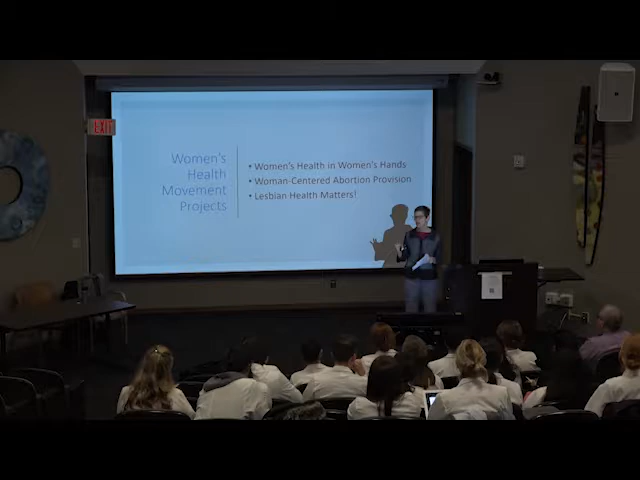 EXIT
Women's
Health
Movement
Projects
• Women's Health in Women's Hands
• Woman-Centered Abortion Provision
• Lesbian Health Matters!